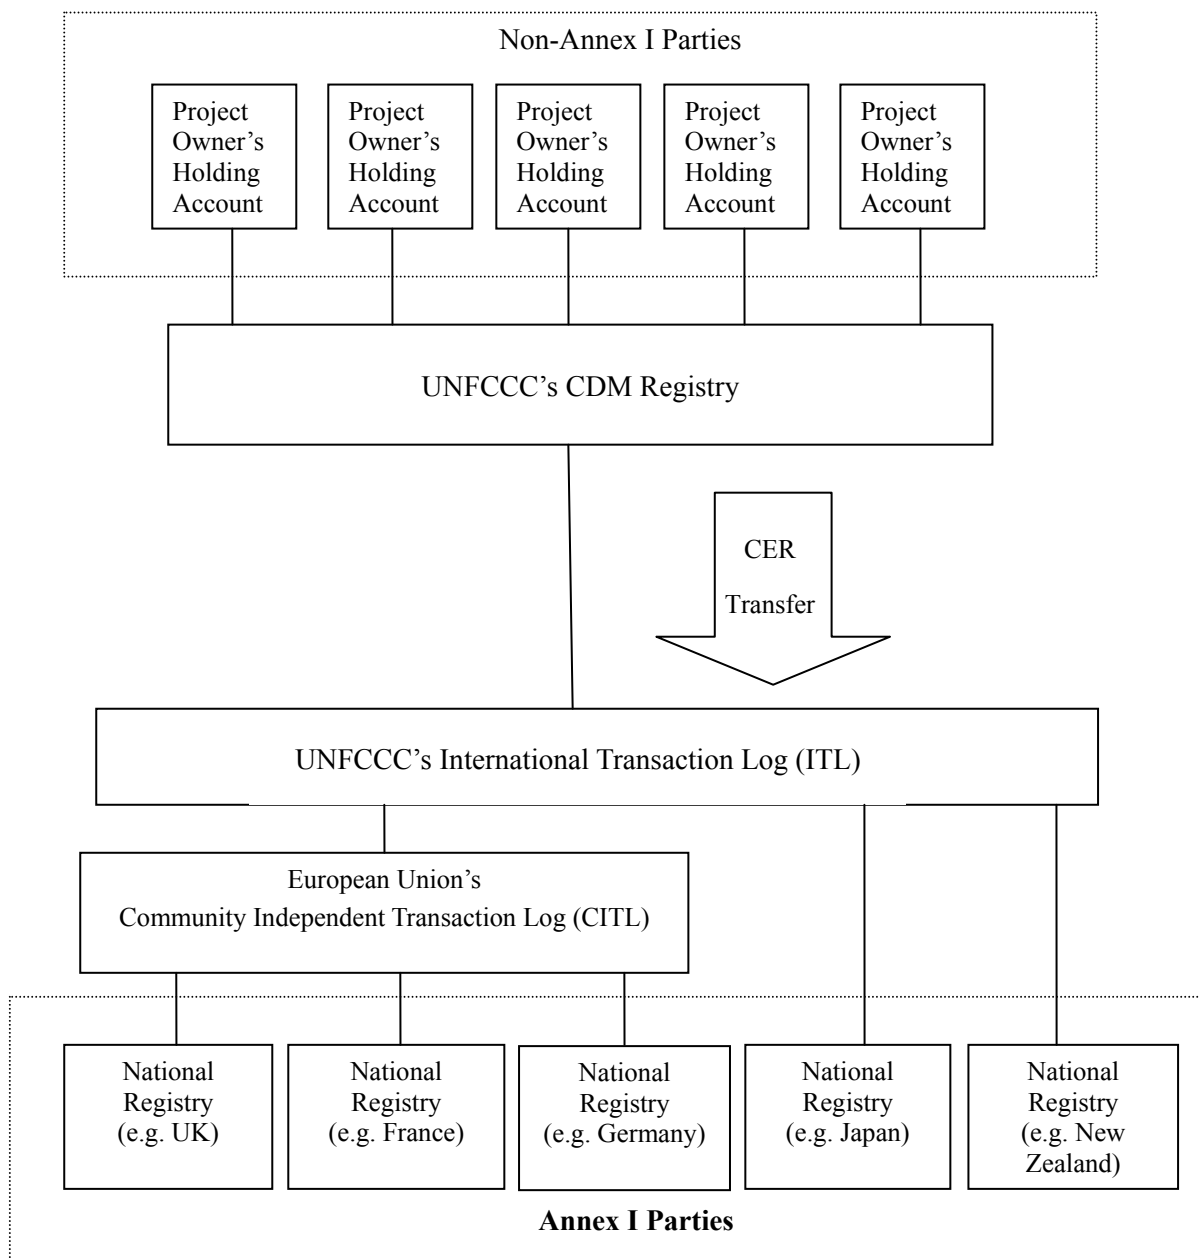 Non-Annex I Parties
Project
Owner’s
Holding
Account
Project
Owner’s
Holding
Account
Project
Owner’s
Holding
Account
Project
Owner’s
Holding
Account
Project
Owner’s
Holding
Account
UNFCCC’s CDM Registry
CER
Transfer
UNFCCC’s International Transaction Log (ITL)
European Union’s
Community Independent Transaction Log (CITL)
National
Registry
(e.g. UK)
National
Registry
(e.g. France)
National
Registry
(e.g. Germany)
National
Registry
(e.g. Japan)
National
Registry
(e.g. New
Zealand)
Annex I Parties